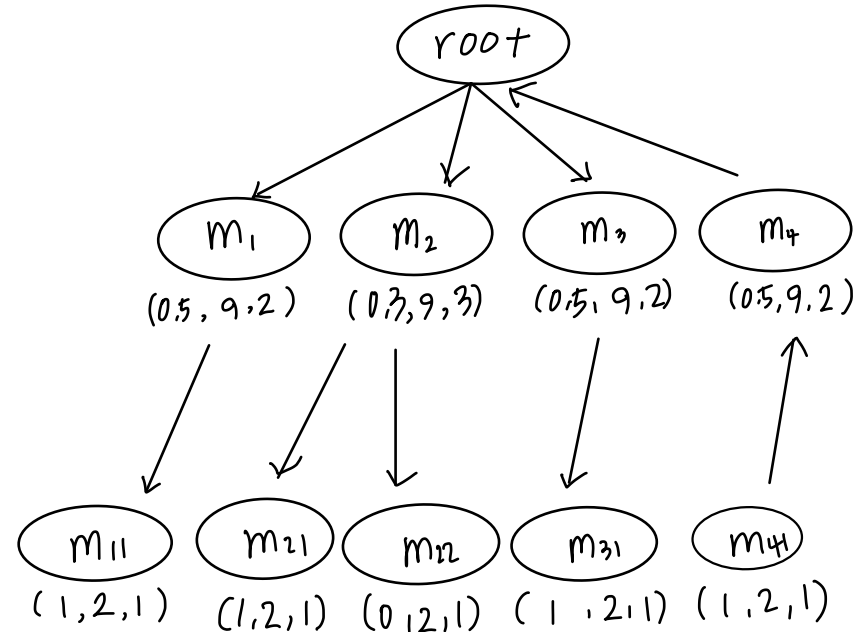 root
m1 m2 m3 m4
(0.5, 9,2) (0.3,9,3) (0.5, 9,2) (0.5,9,2)
m11 m21 m22 m31 m41
(1,2,1) (1,2,1) (0,2,1) (1,2,1) (1,2,1)